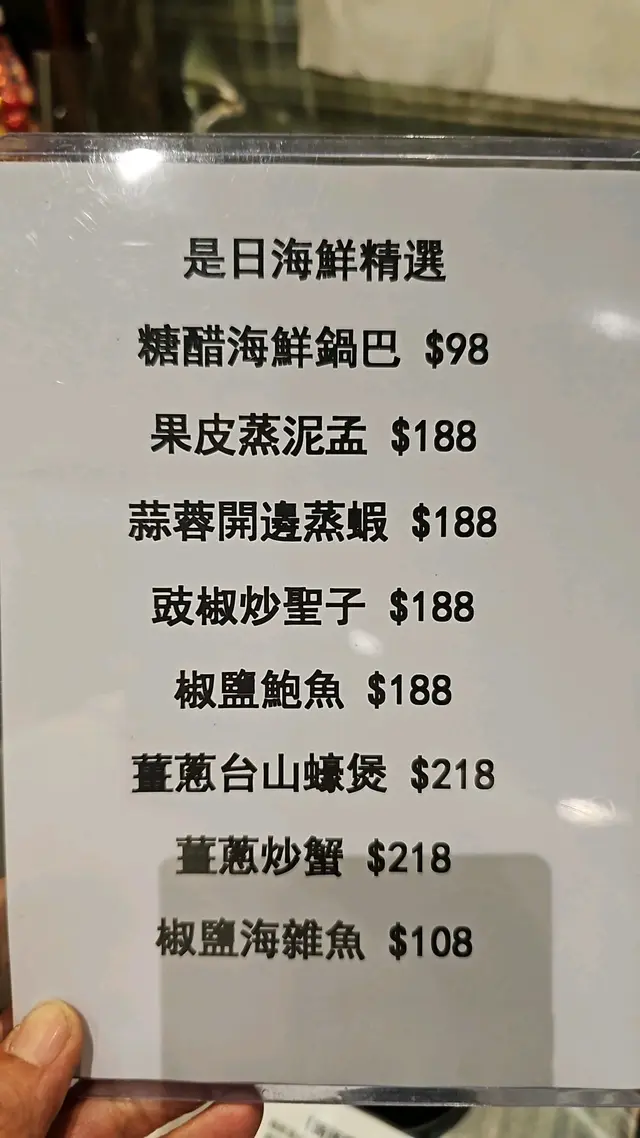 是日海鮮精選
糖醋海鮮鍋巴 $98
果皮蒸泥孟 $188
蒜蓉開邊蒸蝦 $188
豉椒炒聖子 $188
椒鹽鮑魚 $188
薑蔥台山蠔煲 $218
薑蔥炒蟹 $218
椒鹽海雜魚 $108